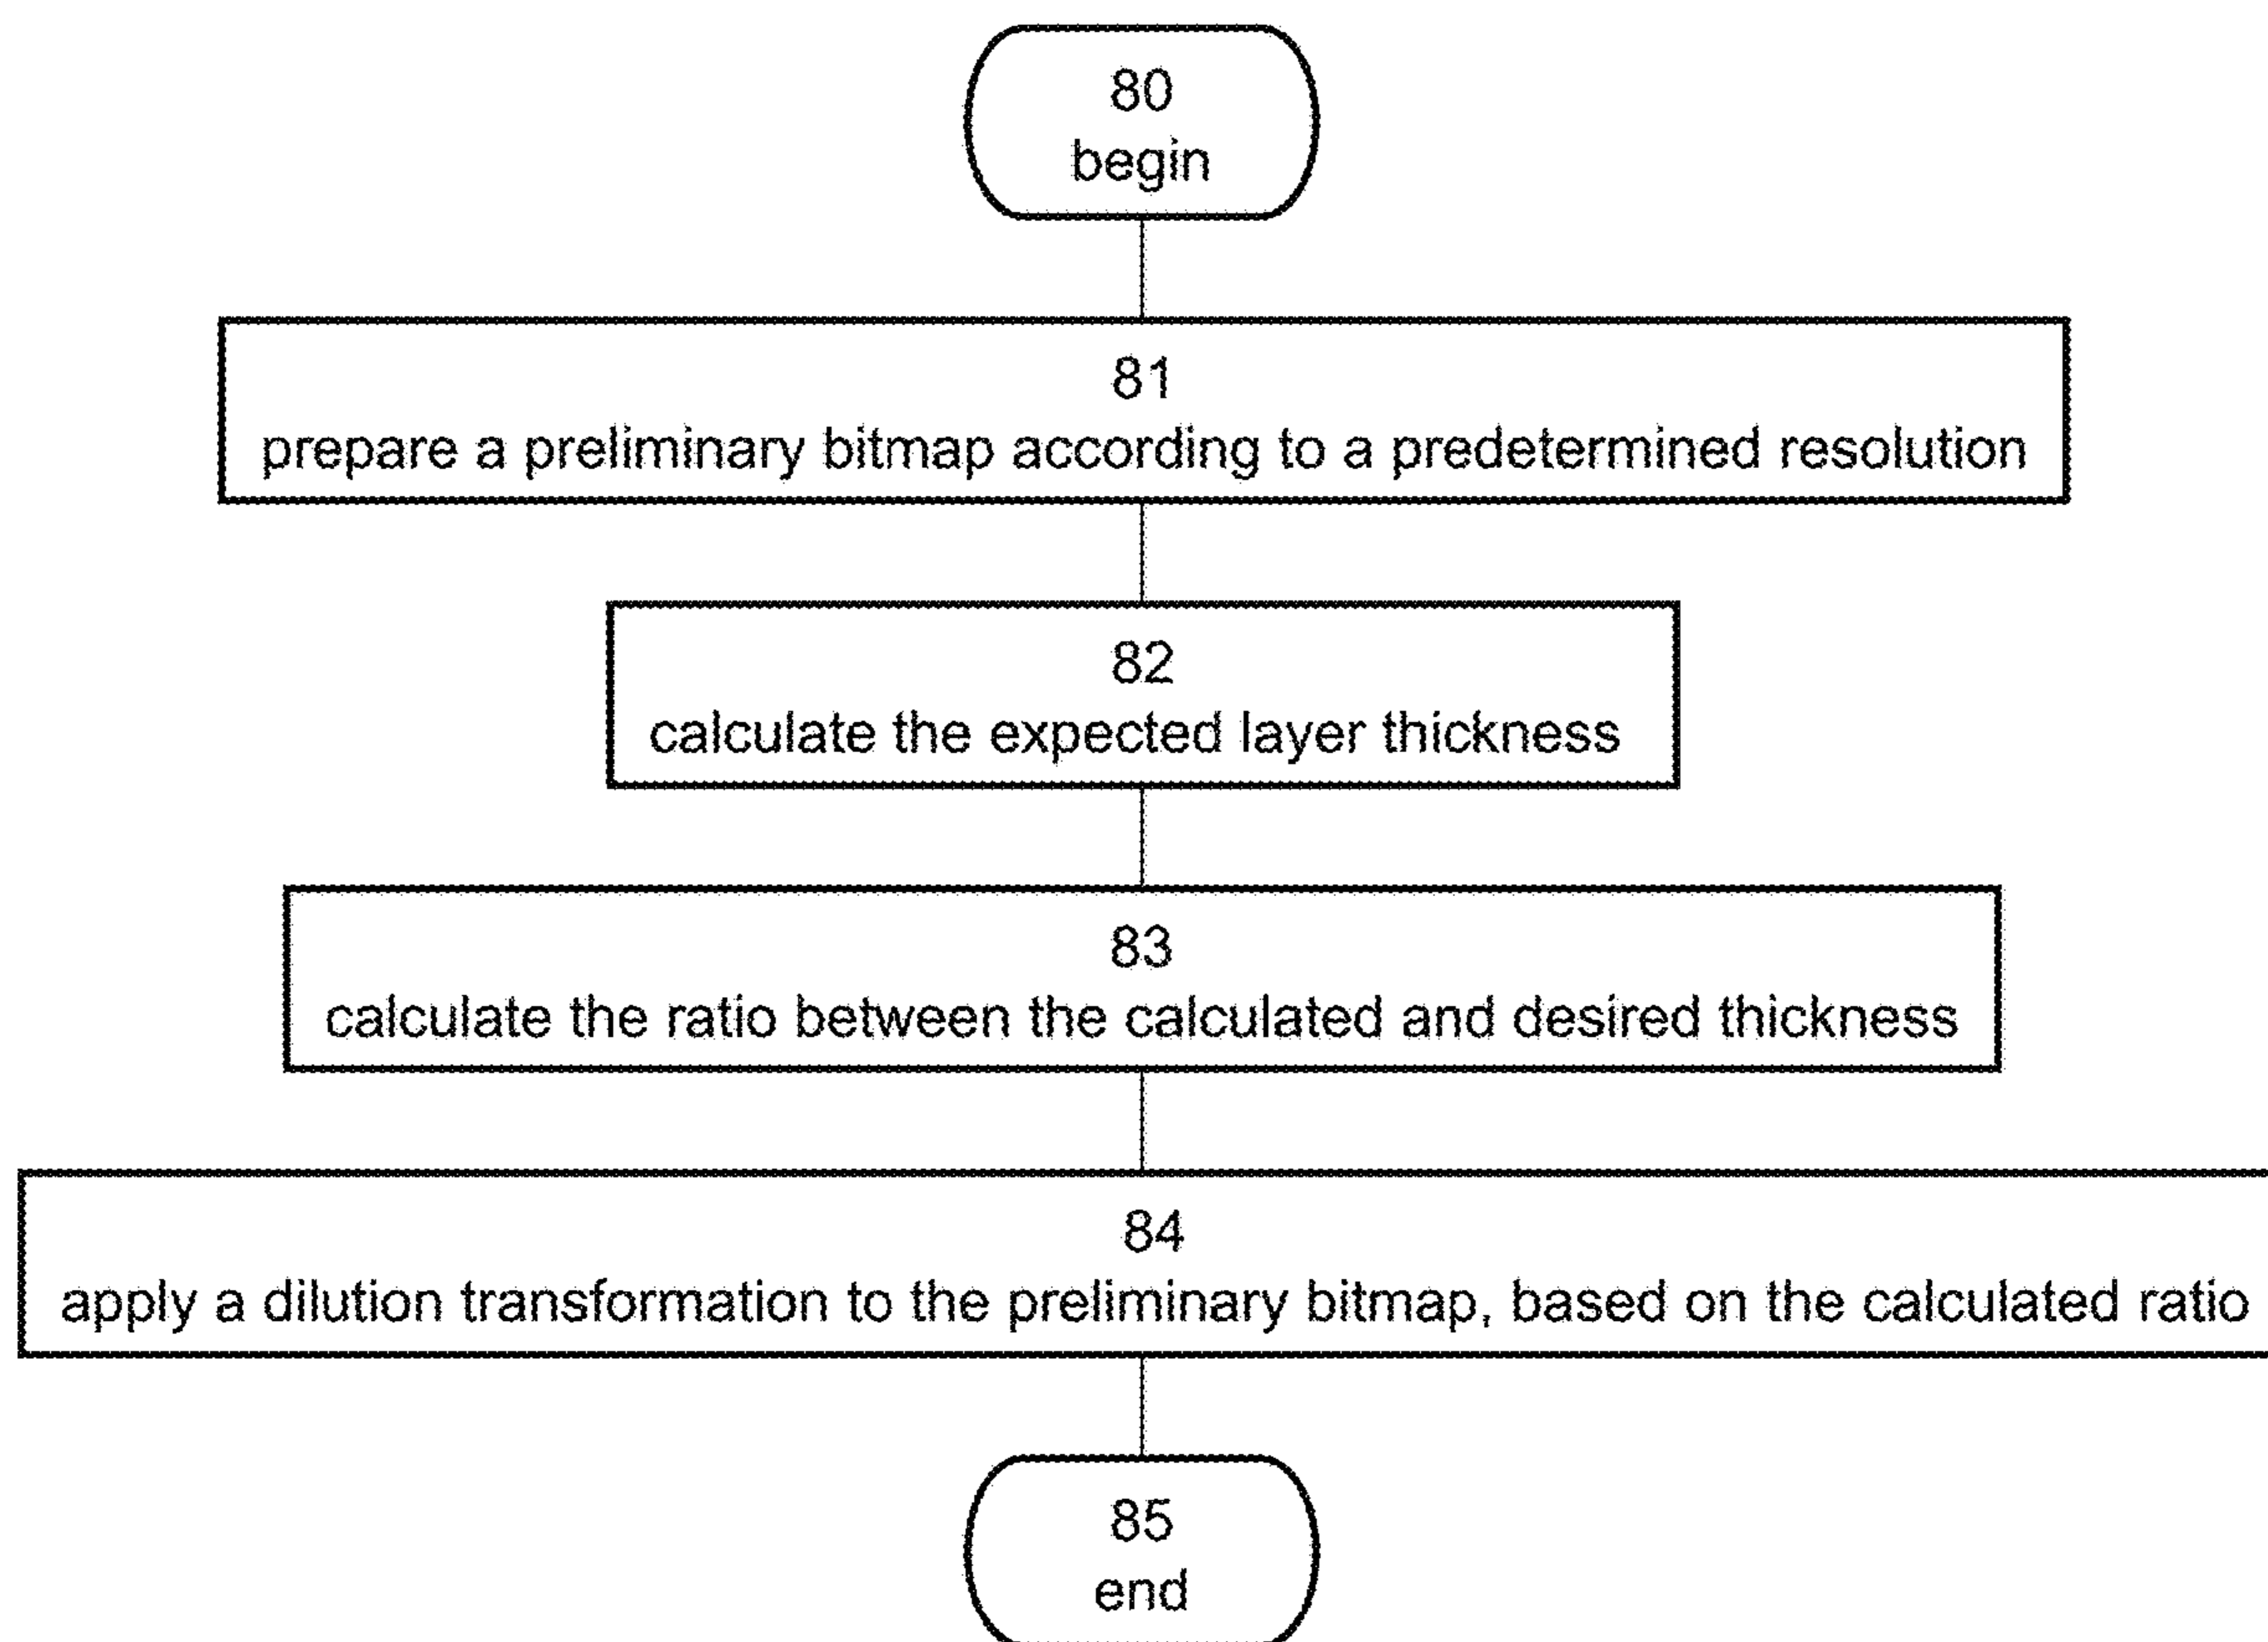 80
begin
81
prepare a preliminary bitmap according to a predetermined resolution
82
calculate the expected layer thickness
83
calculate the ratio between the calculated and desired thickness
84
apply a dilution transformation to the preliminary bitmap, based on the calculated ratio
85
end